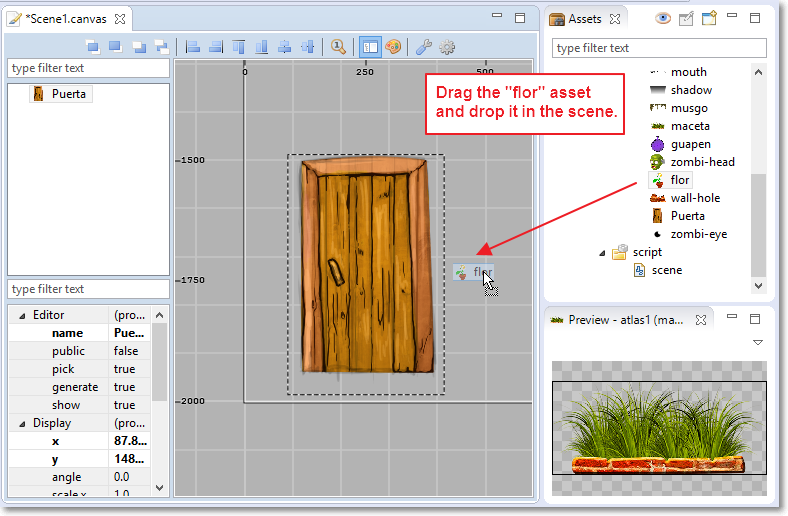 *Scene1.canvas
type filter text
Puerta
type filter text
Editor (pro...
name Pue...
public false
pick true
generate true
show true
Display (pro...
x 87.8...
y 148...
angle 0.0
scale x 1.0
0 250 500
-1500
-1750
-2000
Drag the "flor" asset
and drop it in the scene.
flor
Assets
type filter text
mouth
shadow
musgo
maceta
guapen
zombi-head
flor
wall-hole
Puerta
zombi-eye
script
scene
Preview - atlas1 (ma...